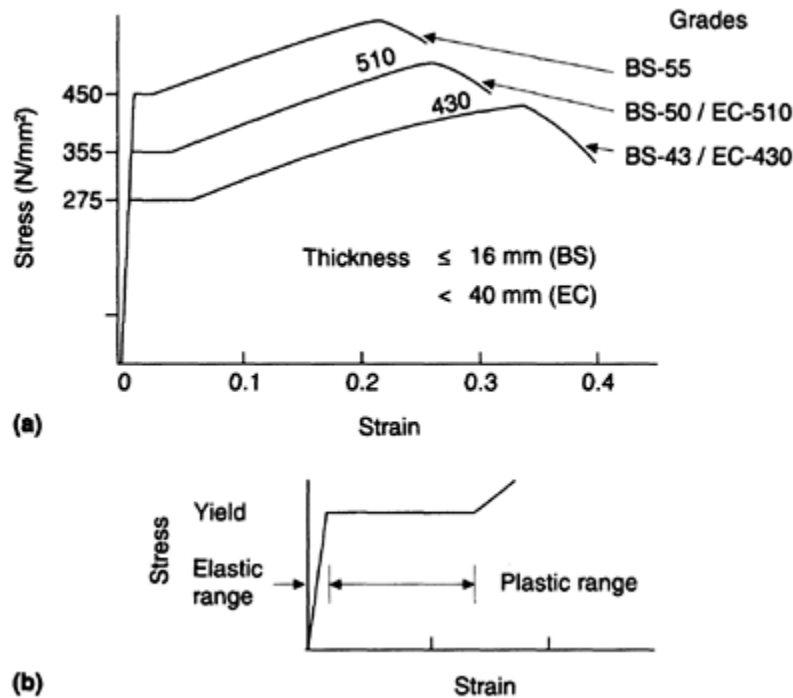 Grades
BS-55
510
BS-50 / EC-510
430
BS-43 / EC-430
450
355
275
Stress (N/mm²)
Thickness ≤ 16 mm (BS)
< 40 mm (EC)
0 0.1 0.2 0.3 0.4
(a)
Strain
Yield
Stress
Elastic
range
Plastic range
(b)
Strain